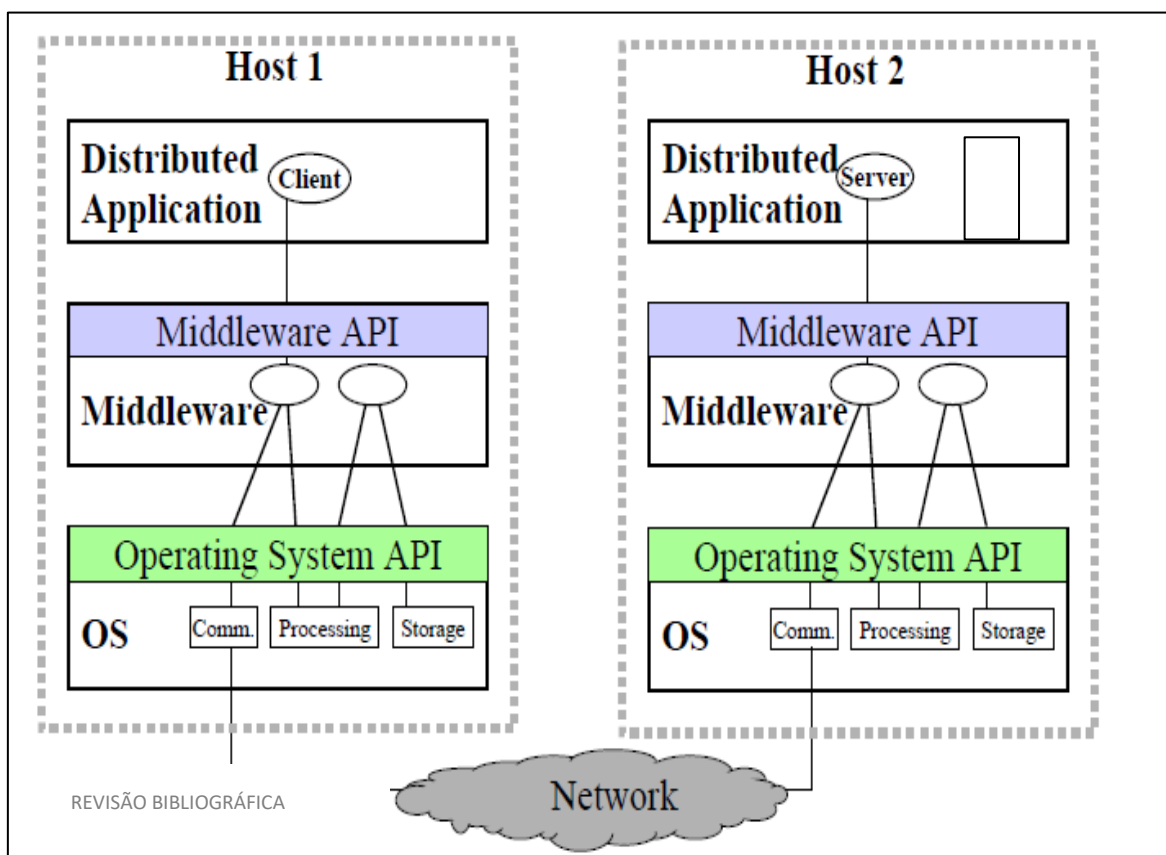 Host 1
Distributed
Application
Client
Middleware API
Middleware
Operating System API
OS
Comm.
Processing
Storage
Host 2
Distributed
Application
Server
Middleware API
Middleware
Operating System API
OS
Comm.
Processing
Storage
REVISÃO BIBLIOGRÁFICA
Network